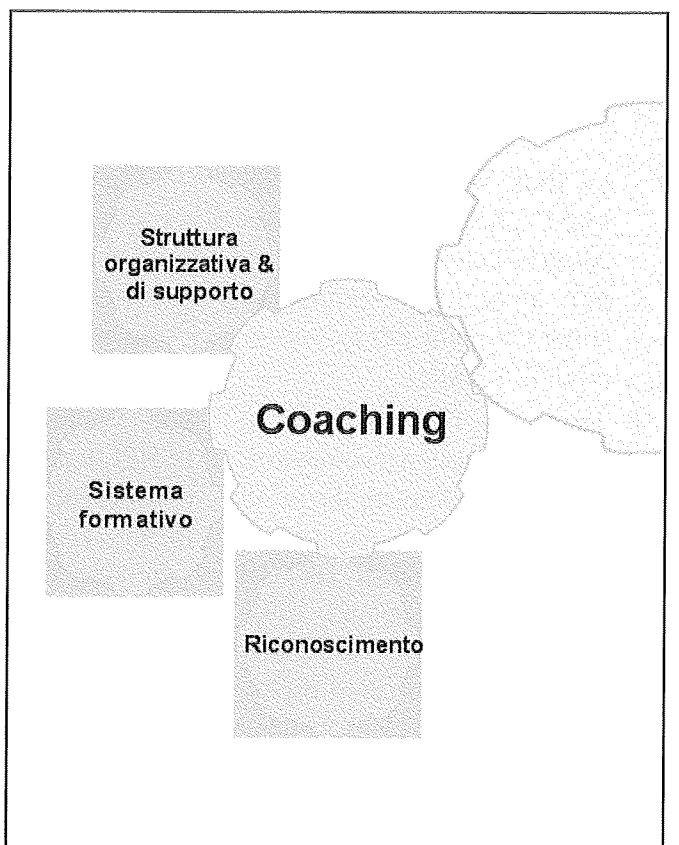 Struttura
organizzativa &
di supporto
Coaching
Sistema
formativo
Riconoscimento